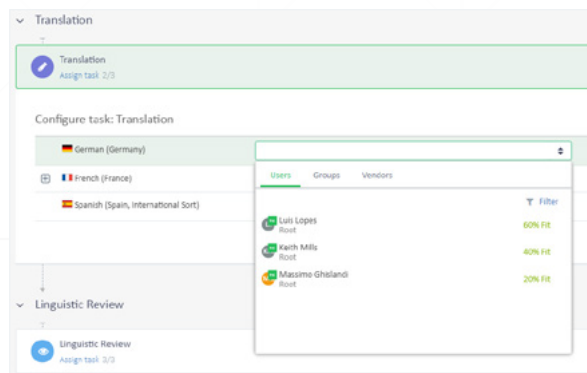 Translation
Translation
Assign task 2/3
Configure task: Translation
German (Germany)
French (France)
Spanish (Spain, International Sort)
Users Groups Vendors
Filter
Luis Lopes
Root
60% Fit
Keith Mills
Root
40% Fit
Massimo Ghislandi
Root
20% Fit
Linguistic Review
Linguistic Review
Assign task 3/3